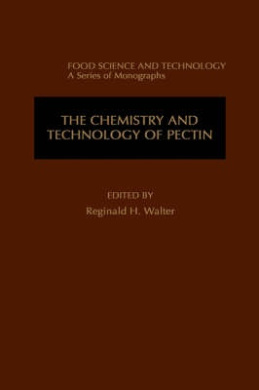 FOOD SCIENCE AND TECHNOLOGY
A Series of Monographs
THE CHEMISTRY AND
TECHNOLOGY OF PECTIN
EDITED BY
Reginald H. Walter